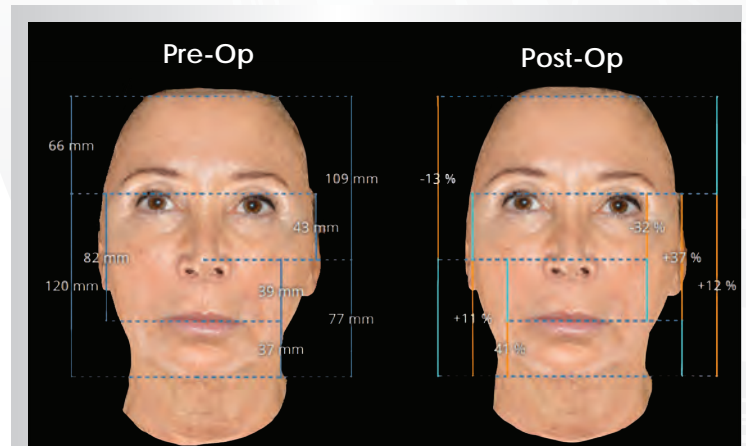 Pre-Op
Post-Op
66 mm
109 mm
43 mm
82 mm
120 mm
39 mm
77 mm
37 mm
-13 %
-32 %
+37 %
+12 %
+11 %
41 %